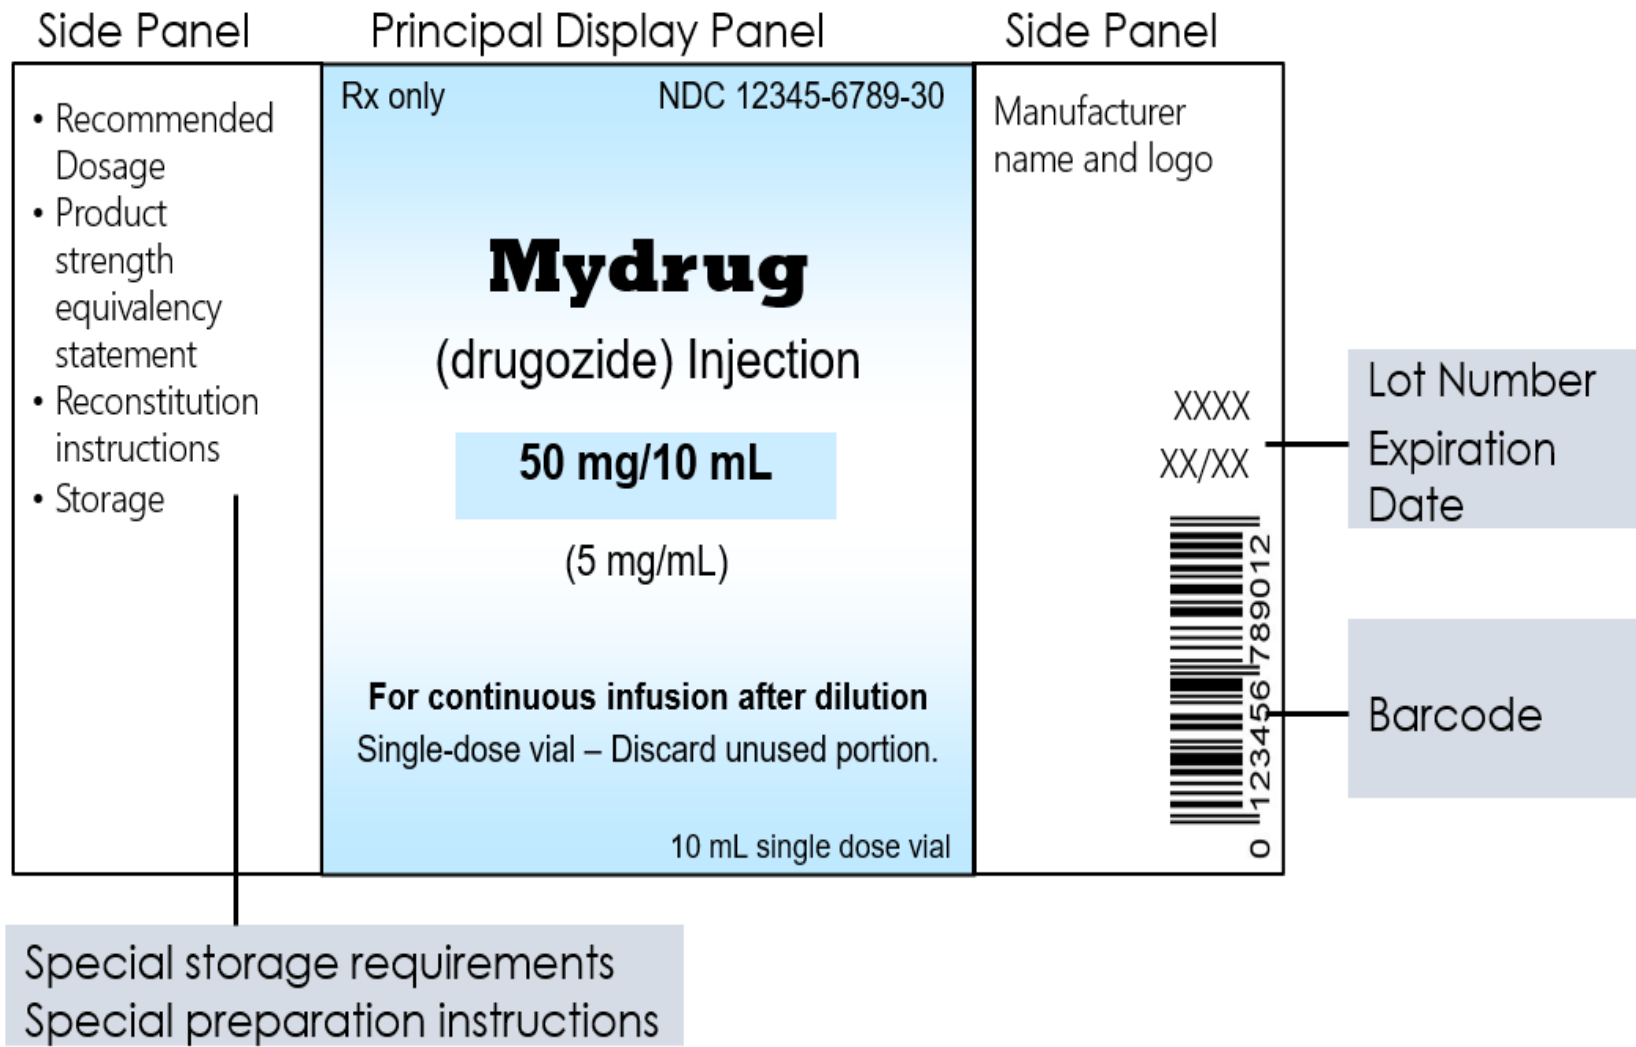 Side Panel
Principal Display Panel
Side Panel
• Recommended
Dosage
• Product
strength
equivalency
statement
• Reconstitution
instructions
• Storage
Rx only
NDC 12345-6789-30
Mydrug
(drugozide) Injection
50 mg/10 mL
(5 mg/mL)
For continuous infusion after dilution
Single-dose vial – Discard unused portion.
10 mL single dose vial
Manufacturer
name and logo
XXXX
XX/XX
0 123456 789012
Lot Number
Expiration
Date
Barcode
Special storage requirements
Special preparation instructions